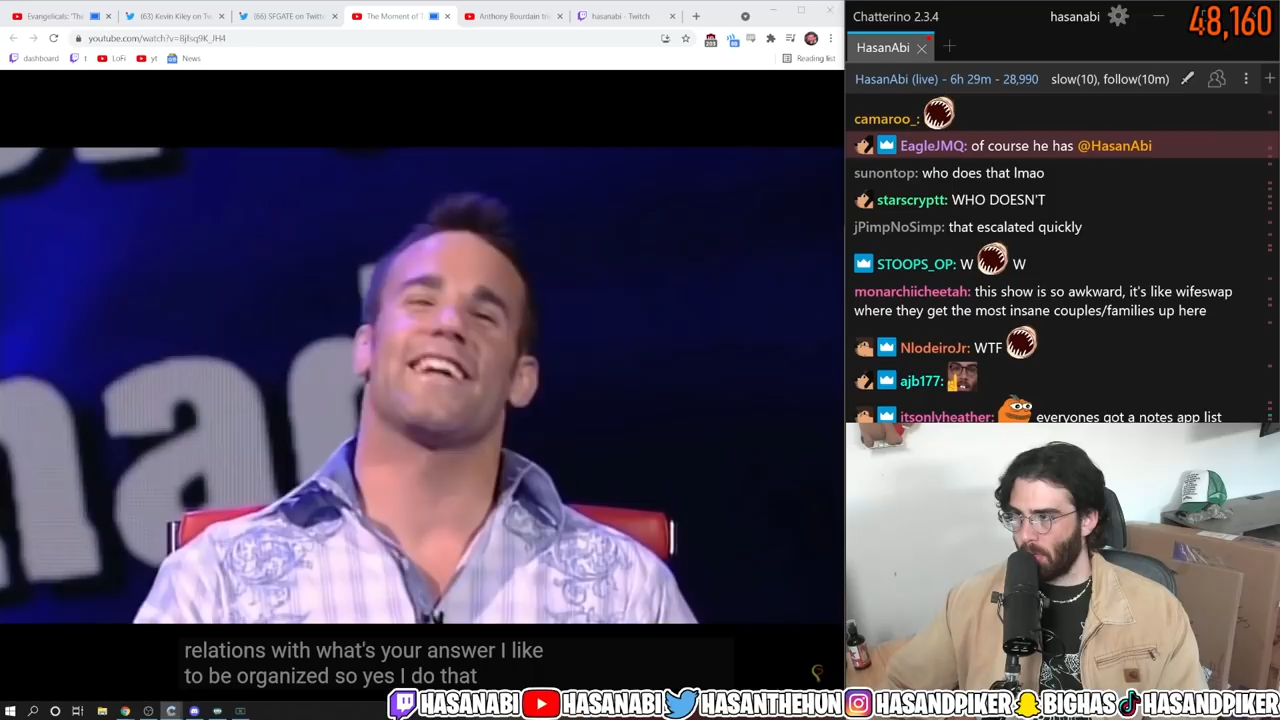 Evangelicals: 'Tha
(63) Kevin Kiley on Tw
(66) SFGATE on Twitte
The Moment of T
Anthony Bourdain tri
hasanabi - Twitch
youtube.com/watch?v=8jfsq9K_JH4
dashboard
t
LoFi
yt
News
Reading list
Chatterino 2.3.4
hasanabi
48,160
HasanAbi
HasanAbi (live) - 6h 29m - 28,990
slow(10), follow(10m)
camaroo_:
EagleJMQ: of course he has @HasanAbi
sunontop: who does that lmao
starscryptt: WHO DOESN'T
jPimpNoSimp: that escalated quickly
STOOPS_OP: W W
monarchiicheetah: this show is so awkward, it's like wifeswap
where they get the most insane couples/families up here
NlodeiroJr: WTF
ajb177:
itsonlyheather: everyones got a notes app list
relations with what's your answer I like
to be organized so yes I do that
HASANABI HASANABI HASANTHEHUN HASANDPIKER BIGHAS HASANDPIKER